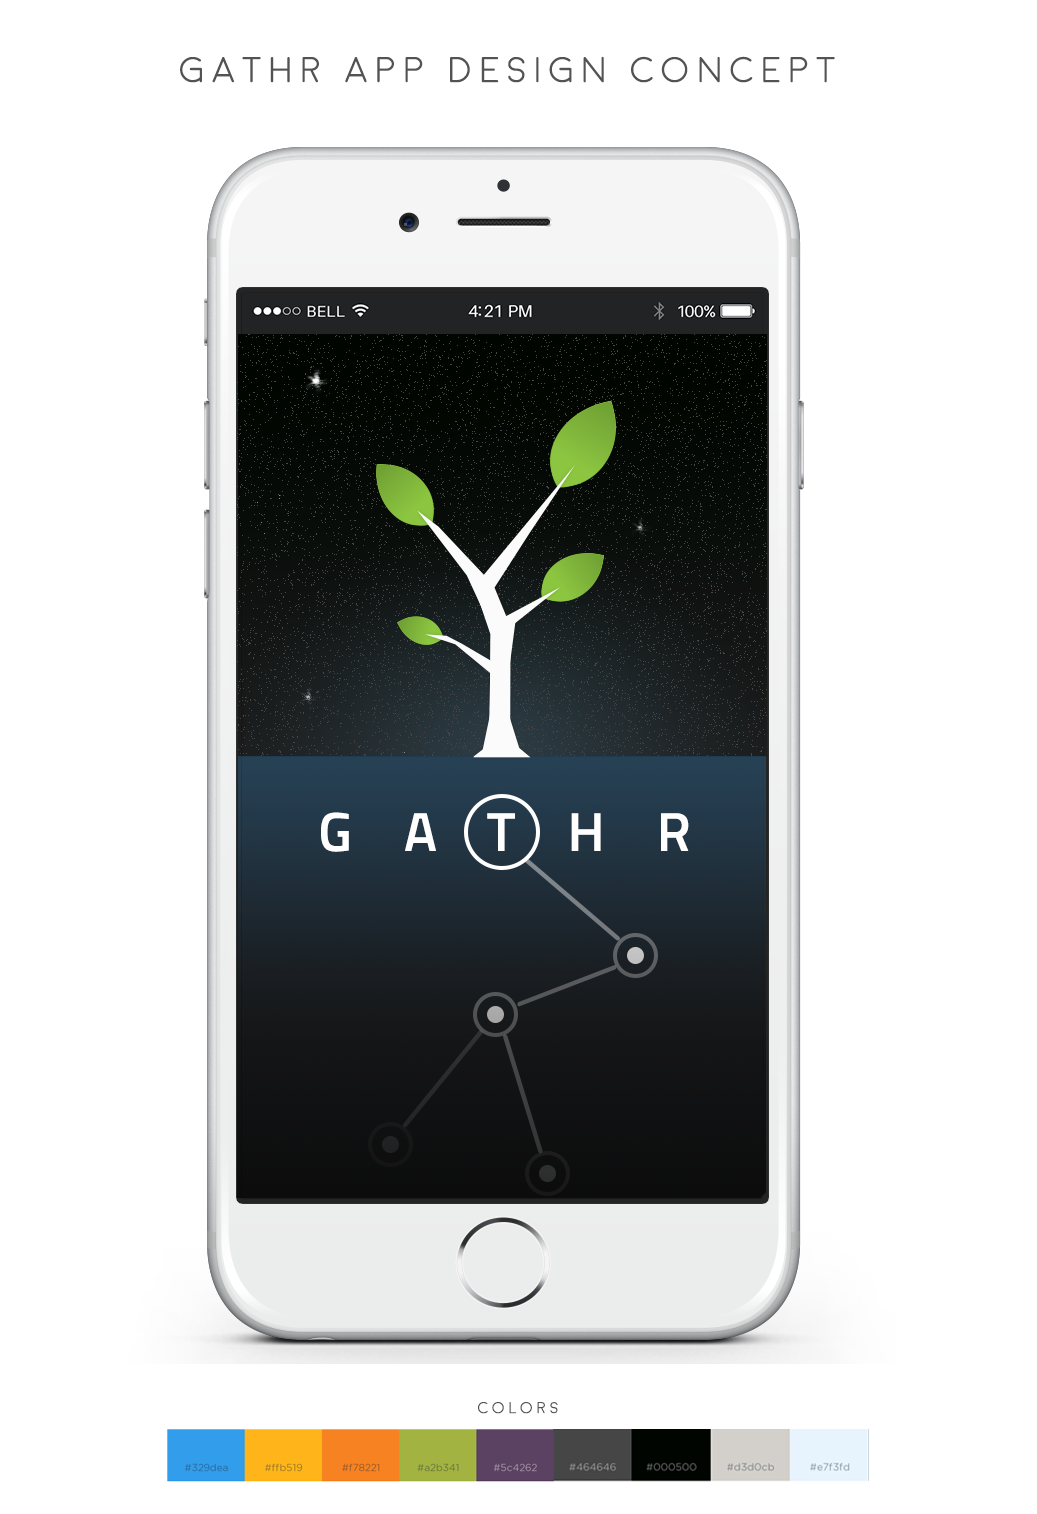 GATHR APP DESIGN CONCEPT
BELL 4:21 PM 100%
G A T H R
COLORS
#329dea #ffb519 #f78221 #a2b341 #5c4262 #464646 #000500 #d3d0cb #e7f3fd